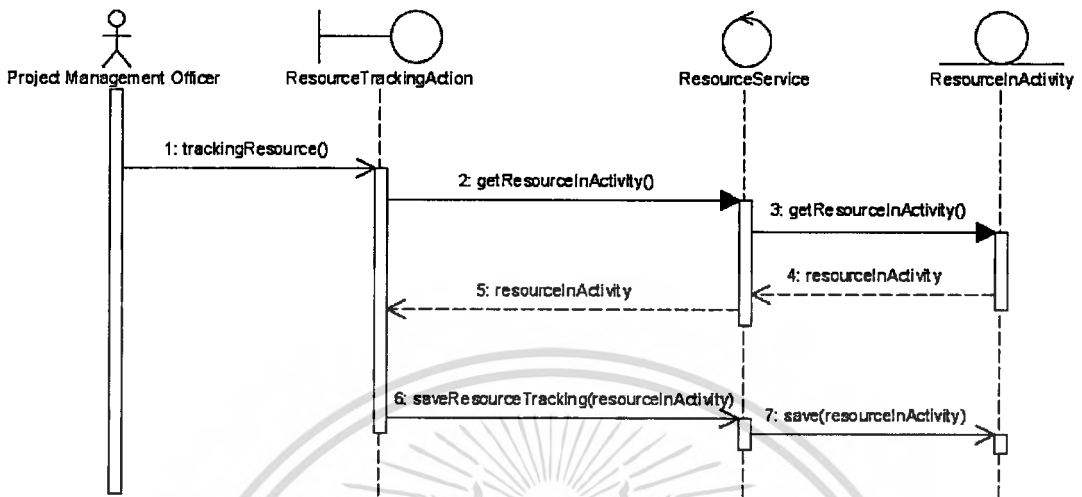 Project Management Officer
ResourceTrackingAction
ResourceService
ResourceInActivity
1: trackingResource()
2: getResourceInActivity()
3: getResourceInActivity()
4: resourceInActivity
5: resourceInActivity
6: saveResourceTracking(resourceInActivity)
7: save(resourceInActivity)